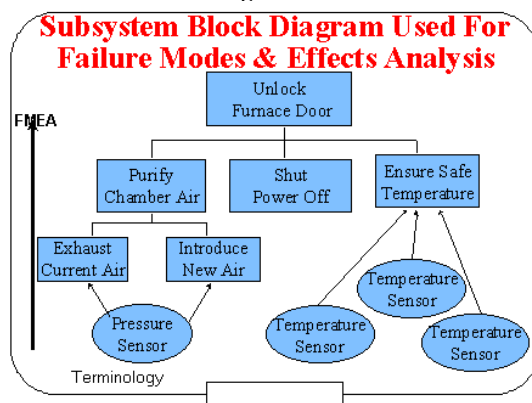 Subsystem Block Diagram Used For
Failure Modes & Effects Analysis
Unlock
Furnace Door
FMEA
Purify
Chamber Air
Shut
Power Off
Ensure Safe
Temperature
Exhaust
Current Air
Introduce
New Air
Pressure
Sensor
Temperature
Sensor
Temperature
Sensor
Temperature
Sensor
Terminology